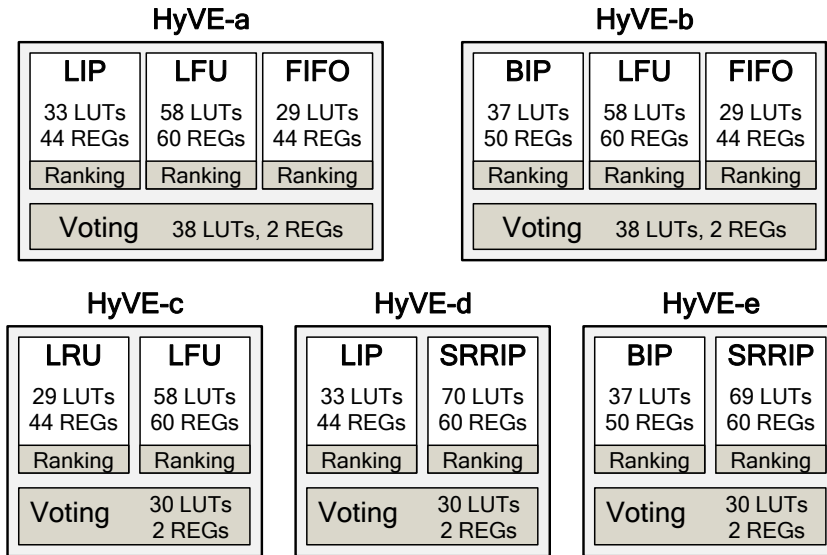 HyVE-a
HyVE-b
LIP LFU FIFO
33 LUTs 58 LUTs 29 LUTs
44 REGs 60 REGs 44 REGs
Ranking Ranking Ranking
Voting 38 LUTs, 2 REGs
BIP LFU FIFO
37 LUTs 58 LUTs 29 LUTs
50 REGs 60 REGs 44 REGs
Ranking Ranking Ranking
Voting 38 LUTs, 2 REGs
HyVE-c
HyVE-d
HyVE-e
LRU LFU
29 LUTs 58 LUTs
44 REGs 60 REGs
Ranking Ranking
Voting 30 LUTs
2 REGs
LIP SRRIP
33 LUTs 70 LUTs
44 REGs 60 REGs
Ranking Ranking
Voting 30 LUTs
2 REGs
BIP SRRIP
37 LUTs 69 LUTs
50 REGs 60 REGs
Ranking Ranking
Voting 30 LUTs
2 REGs